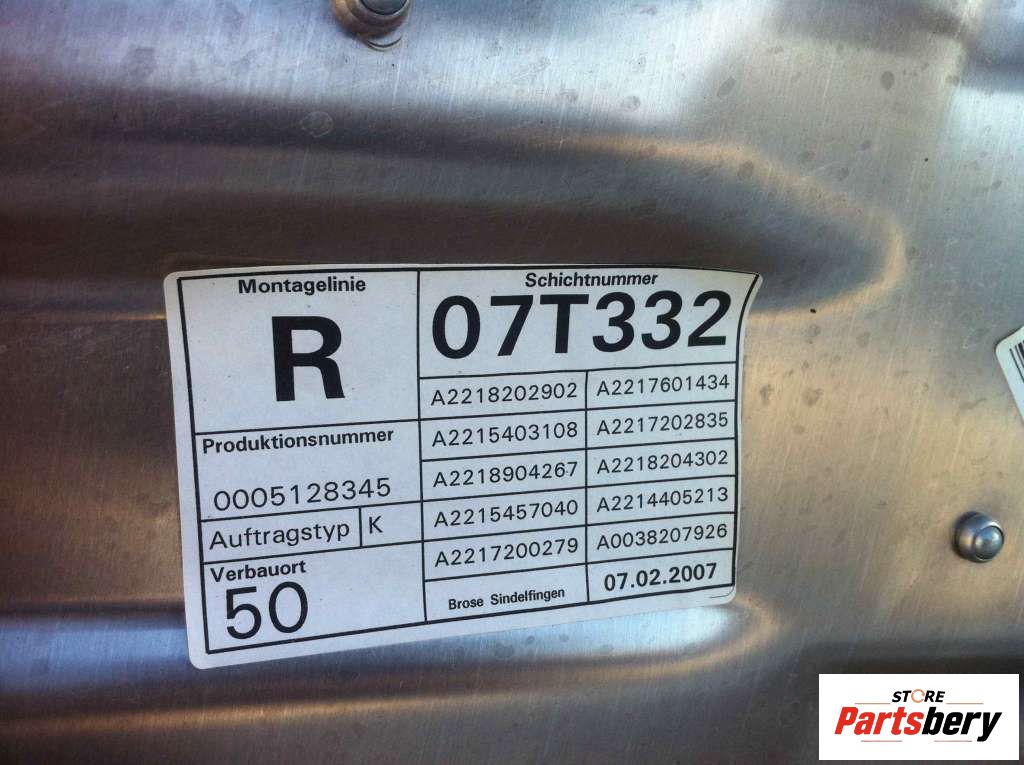 Montagelinie
R
Schichtnummer
07T332
A2218202902 A2217601434
A2215403108 A2217202835
A2218904267 A2218204302
A2215457040 A2214405213
A2217200279 A0038207926
Produktionsnummer
0005128345
Auftragstyp K
Verbauort
50
Brose Sindelfingen 07.02.2007
STORE
Partsbery